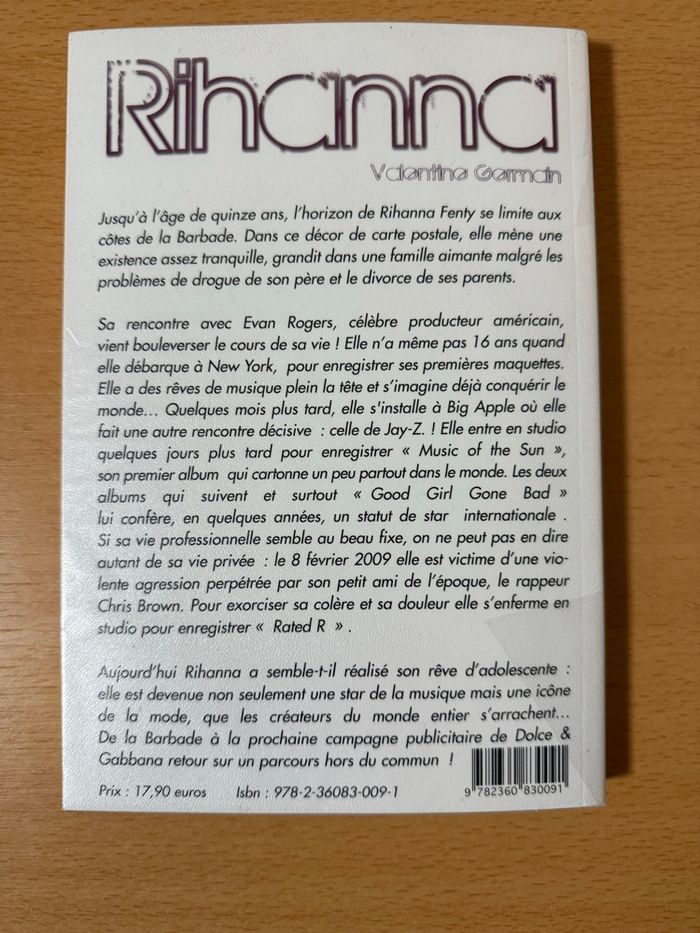 Rihanna
Valentine Germain
Jusqu'à l'âge de quinze ans, l'horizon de Rihanna Fenty se limite aux
côtes de la Barbade. Dans ce décor de carte postale, elle mène une
existence assez tranquille, grandit dans une famille aimante malgré les
problèmes de drogue de son père et le divorce de ses parents.
Sa rencontre avec Evan Rogers, célèbre producteur américain,
vient bouleverser le cours de sa vie ! Elle n'a même pas 16 ans quand
elle débarque à New York, pour enregistrer ses premières maquettes.
Elle a des rêves de musique plein la tête et s'imagine déjà conquérir le
monde... Quelques mois plus tard, elle s'installe à Big Apple où elle
fait une autre rencontre décisive : celle de Jay-Z. ! Elle entre en studio
quelques jours plus tard pour enregistrer « Music of the Sun »,
son premier album qui cartonne un peu partout dans le monde. Les deux
albums qui suivent et surtout « Good Girl Gone Bad »
lui confère, en quelques années, un statut de star internationale .
Si sa vie professionnelle semble au beau fixe, on ne peut pas en dire
autant de sa vie privée : le 8 février 2009 elle est victime d'une vio-
lente agression perpétrée par son petit ami de l'époque, le rappeur
Chris Brown. Pour exorciser sa colère et sa douleur elle s'enferme en
studio pour enregistrer « Rated R » .
Aujourd'hui Rihanna a semble-t-il réalisé son rêve d'adolescente :
elle est devenue non seulement une star de la musique mais une icône
de la mode, que les créateurs du monde entier s'arrachent...
De la Barbade à la prochaine campagne publicitaire de Dolce &
Gabbana retour sur un parcours hors du commun !
Prix : 17,90 euros Isbn : 978-2-36083-009-1
9 782360 830091